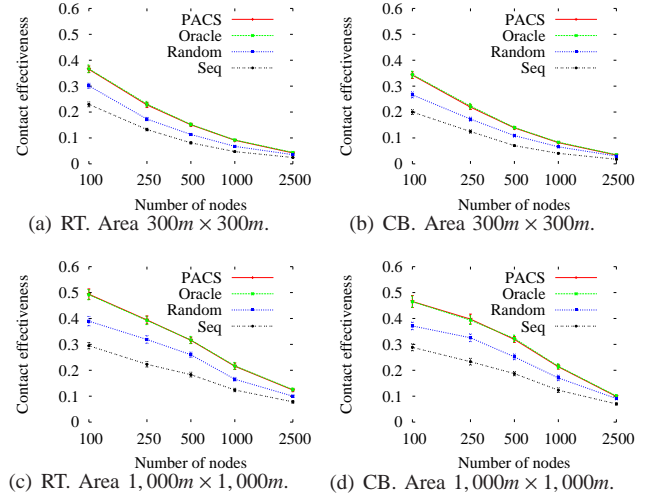 Contact effectiveness
0.6
0.5
0.4
0.3
0.2
0.1
0
PACS
Oracle
Random
Seq
100 250 500 1000 2500
Number of nodes
(a) RT. Area 300m × 300m.
Contact effectiveness
0.6
0.5
0.4
0.3
0.2
0.1
0
PACS
Oracle
Random
Seq
100 250 500 1000 2500
Number of nodes
(b) CB. Area 300m × 300m.
Contact effectiveness
0.6
0.5
0.4
0.3
0.2
0.1
0
PACS
Oracle
Random
Seq
100 250 500 1000 2500
Number of nodes
(c) RT. Area 1,000m × 1,000m.
Contact effectiveness
0.6
0.5
0.4
0.3
0.2
0.1
0
PACS
Oracle
Random
Seq
100 250 500 1000 2500
Number of nodes
(d) CB. Area 1,000m × 1,000m.